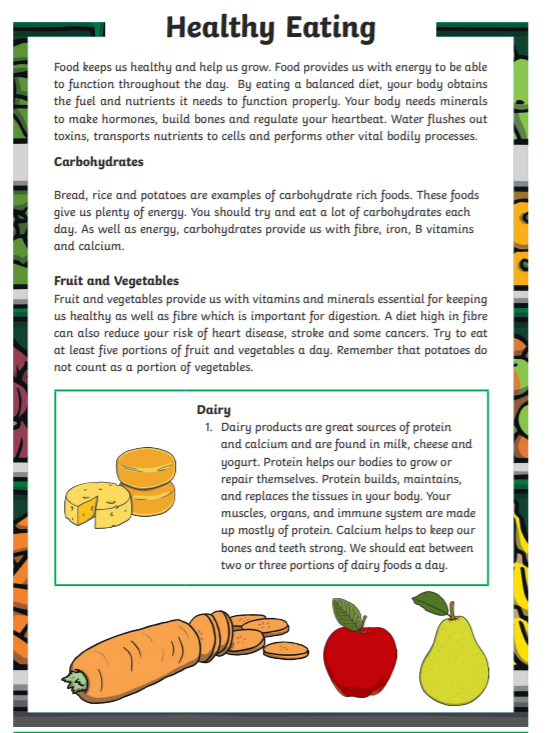 Healthy Eating
Food keeps us healthy and help us grow. Food provides us with energy to be able
to function throughout the day. By eating a balanced diet, your body obtains
the fuel and nutrients it needs to function properly. Your body needs minerals
to make hormones, build bones and regulate your heartbeat. Water flushes out
toxins, transports nutrients to cells and performs other vital bodily processes.
Carbohydrates
Bread, rice and potatoes are examples of carbohydrate rich foods. These foods
give us plenty of energy. You should try and eat a lot of carbohydrates each
day. As well as energy, carbohydrates provide us with fibre, iron, B vitamins
and calcium.
Fruit and Vegetables
Fruit and vegetables provide us with vitamins and minerals essential for keeping
us healthy as well as fibre which is important for digestion. A diet high in fibre
can also reduce your risk of heart disease, stroke and some cancers. Try to eat
at least five portions of fruit and vegetables a day. Remember that potatoes do
not count as a portion of vegetables.
Dairy
1. Dairy products are great sources of protein
and calcium and are found in milk, cheese and
yogurt. Protein helps our bodies to grow or
repair themselves. Protein builds, maintains,
and replaces the tissues in your body. Your
muscles, organs, and immune system are made
up mostly of protein. Calcium helps to keep our
bones and teeth strong. We should eat between
two or three portions of dairy foods a day.